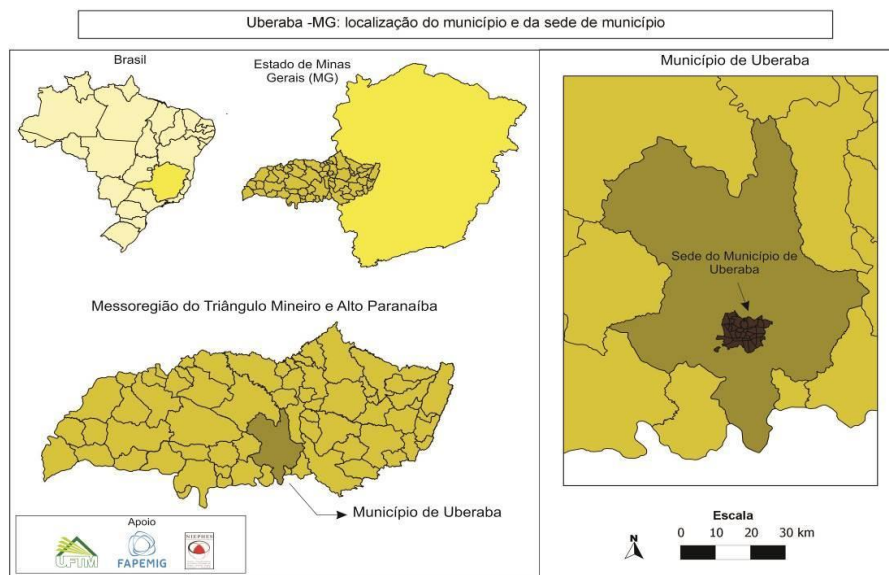 Uberaba -MG: localização do município e da sede de município
Brasil
Estado de Minas
Gerais (MG)
Município de Uberaba
Sede do Município de
Uberaba
Messoregião do Triângulo Mineiro e Alto Paranaíba
Município de Uberaba
Apoio
UFTM
FAPEMIG
Escala
N
0 10 20 30 km